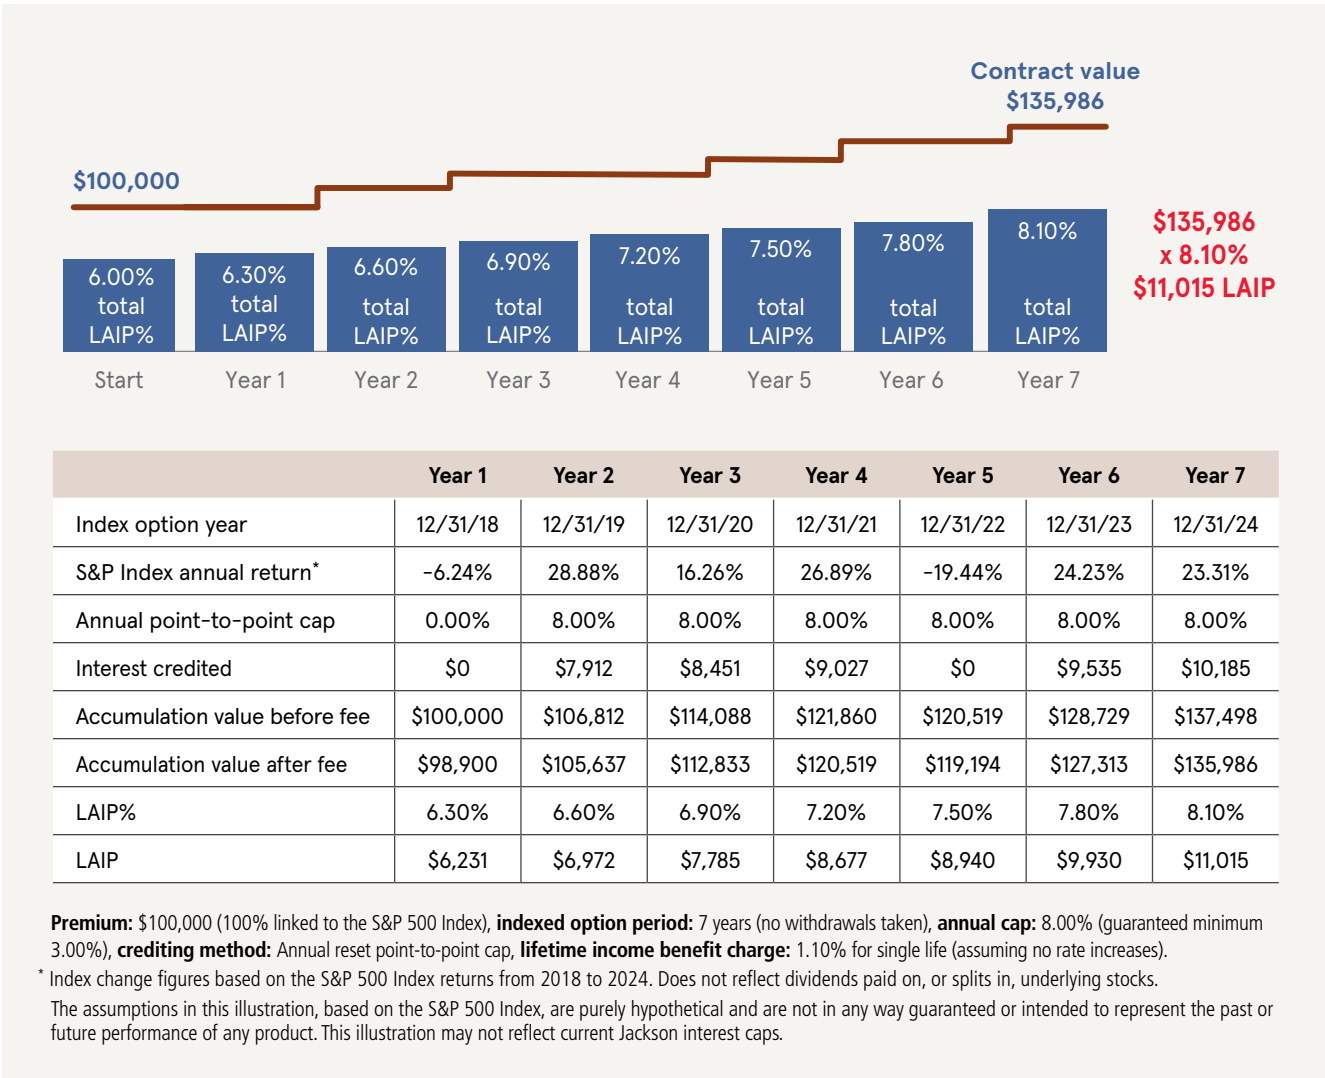 Contract value
$135,986
$100,000
6.00%
total
LAIP%
6.30%
total
LAIP%
6.60%
total
LAIP%
6.90%
total
LAIP%
7.20%
total
LAIP%
7.50%
total
LAIP%
7.80%
total
LAIP%
8.10%
total
LAIP%
$135,986
x 8.10%
$11,015 LAIP
Start Year 1 Year 2 Year 3 Year 4 Year 5 Year 6 Year 7
Year 1 Year 2 Year 3 Year 4 Year 5 Year 6 Year 7
Index option year 12/31/18 12/31/19 12/31/20 12/31/21 12/31/22 12/31/23 12/31/24
S&P Index annual return* -6.24% 28.88% 16.26% 26.89% -19.44% 24.23% 23.31%
Annual point-to-point cap 0.00% 8.00% 8.00% 8.00% 8.00% 8.00% 8.00%
Interest credited $0 $7,912 $8,451 $9,027 $0 $9,535 $10,185
Accumulation value before fee $100,000 $106,812 $114,088 $121,860 $120,519 $128,729 $137,498
Accumulation value after fee $98,900 $105,637 $112,833 $120,519 $119,194 $127,313 $135,986
LAIP% 6.30% 6.60% 6.90% 7.20% 7.50% 7.80% 8.10%
LAIP $6,231 $6,972 $7,785 $8,677 $8,940 $9,930 $11,015
Premium: $100,000 (100% linked to the S&P 500 Index), indexed option period: 7 years (no withdrawals taken), annual cap: 8.00% (guaranteed minimum
3.00%), crediting method: Annual reset point-to-point cap, lifetime income benefit charge: 1.10% for single life (assuming no rate increases).
* Index change figures based on the S&P 500 Index returns from 2018 to 2024. Does not reflect dividends paid on, or splits in, underlying stocks.
The assumptions in this illustration, based on the S&P 500 Index, are purely hypothetical and are not in any way guaranteed or intended to represent the past or
future performance of any product. This illustration may not reflect current Jackson interest caps.